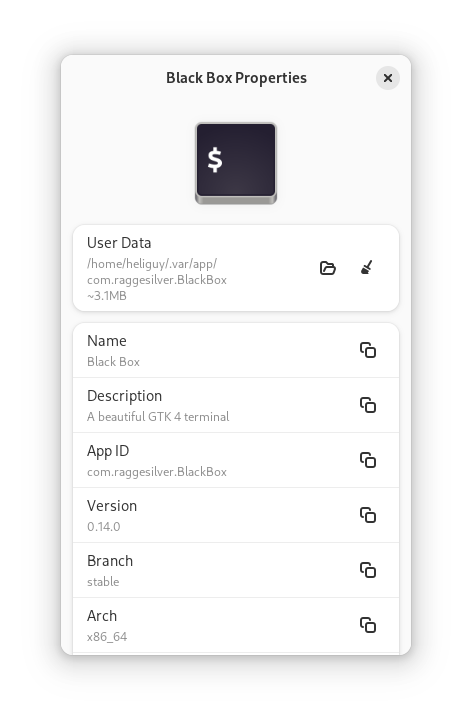 Black Box Properties
$
User Data
/home/heliguy/.var/app/
com.raggesilver.BlackBox
~3.1MB
Name
Black Box
Description
A beautiful GTK 4 terminal
App ID
com.raggesilver.BlackBox
Version
0.14.0
Branch
stable
Arch
x86_64